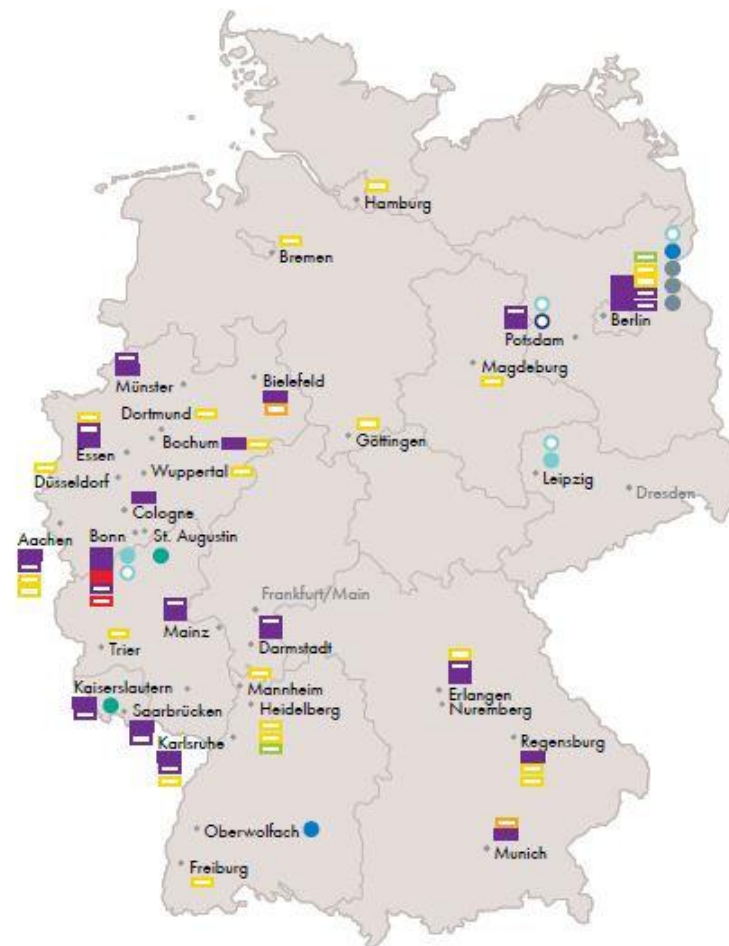 Hamburg
Bremen
Berlin
Potsdam
Magdeburg
Münster
Bielefeld
Dortmund
Bochum
Göttingen
Essen
Wuppertal
Düsseldorf
Leipzig
Dresden
Cologne
Aachen
Bonn
St. Augustin
Frankfurt/Main
Mainz
Darmstadt
Trier
Kaiserslautern
Mannheim
Erlangen
Saarbrücken
Heidelberg
Nuremberg
Karlsruhe
Regensburg
Oberwolfach
Munich
Freiburg